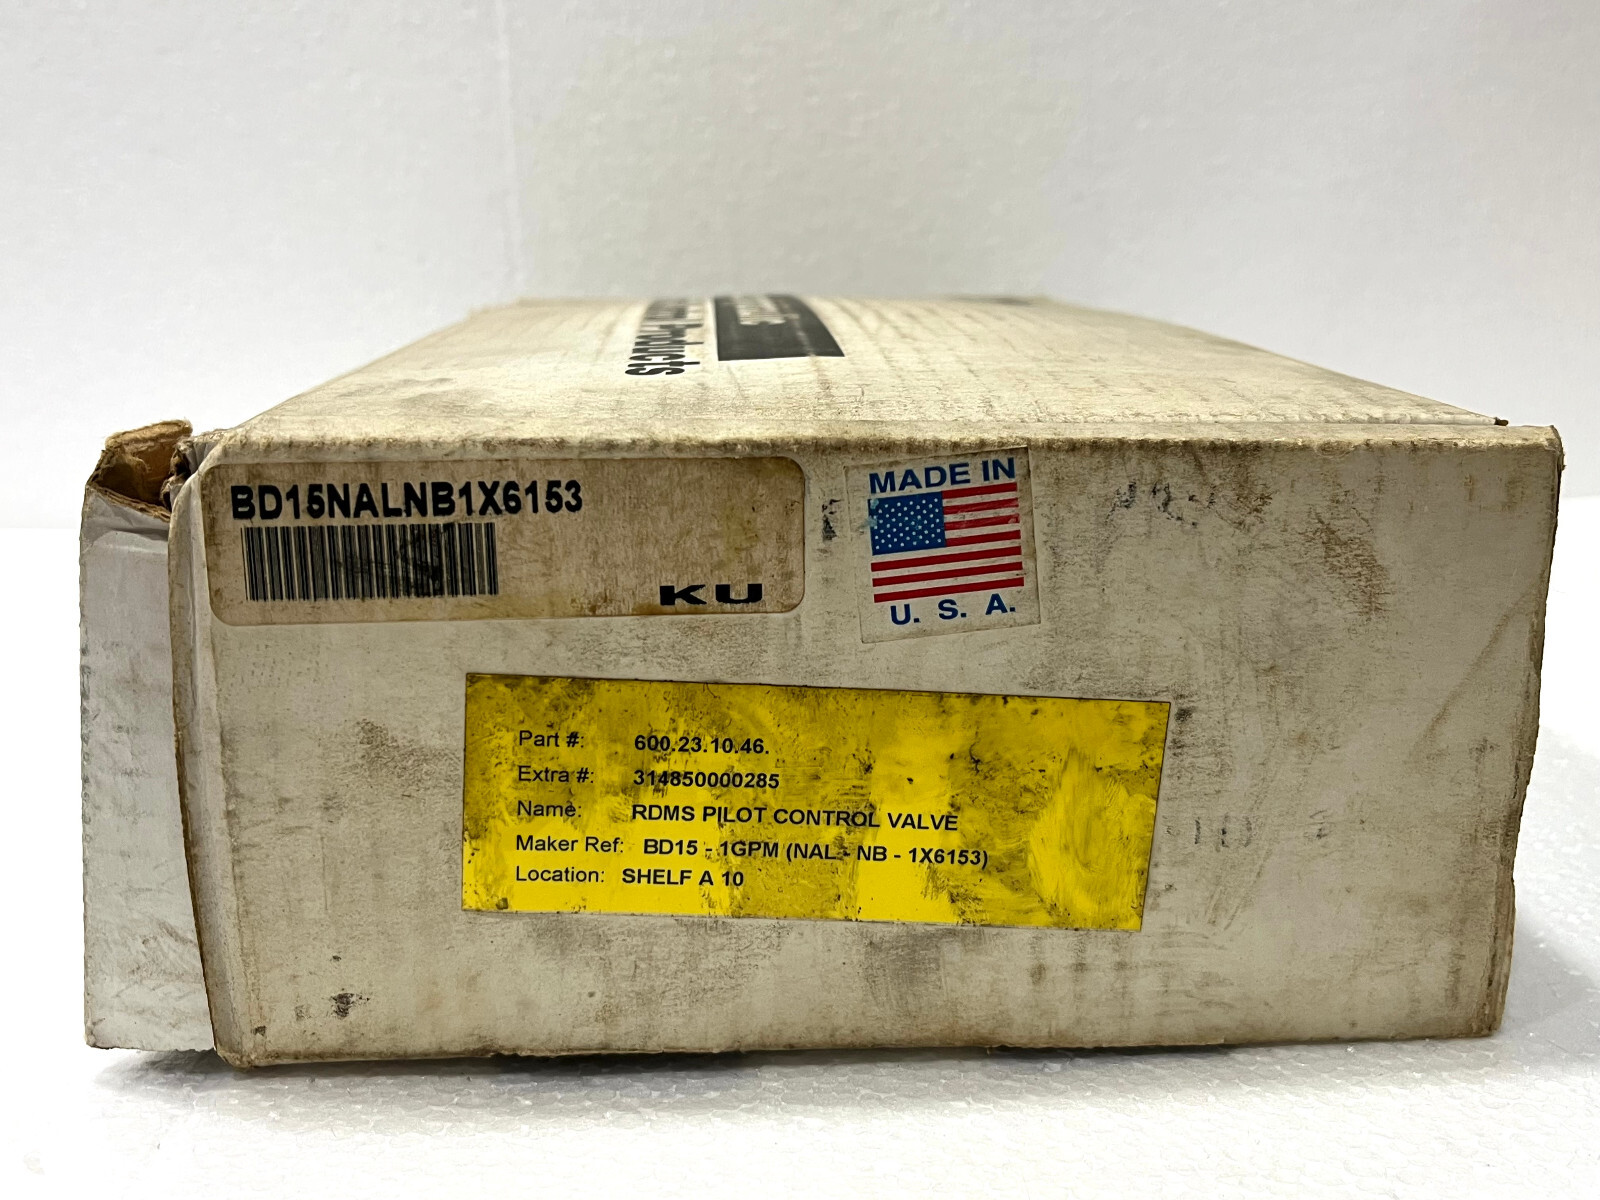 Products
BD15NALNB1X6153
KU
MADE IN
U. S. A.
Part #: 600.23.10.46.
Extra #: 314850000285
Name: RDMS PILOT CONTROL VALVE
Maker Ref: BD15 - 1GPM (NAL - NB - 1X6153)
Location: SHELF A 10